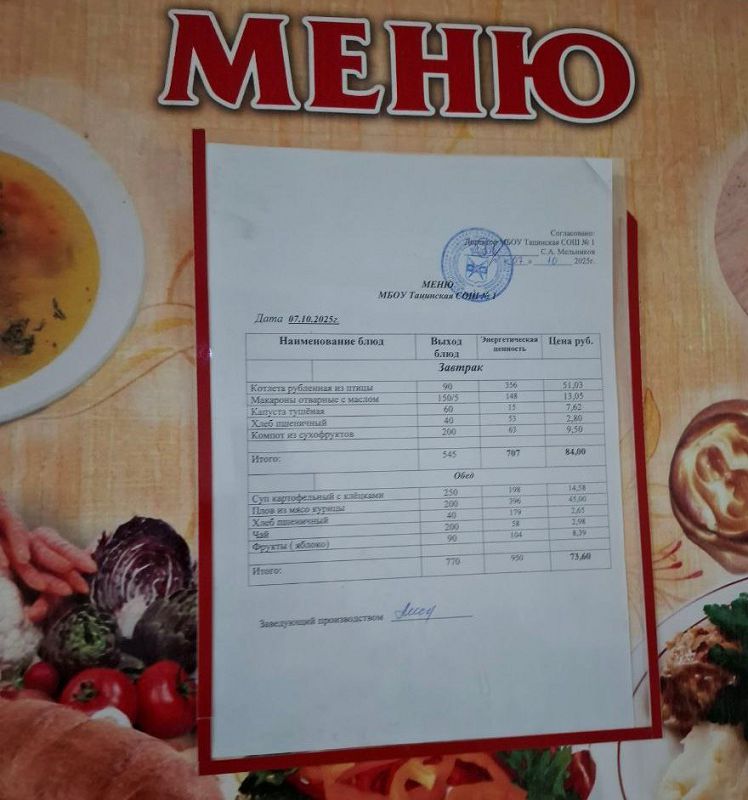 МЕНЮ
Согласовано:
Директор МБОУ Тацинская СОШ № 1
С.А. Мельников
« 07 » 10 2025г.
МЕНЮ
МБОУ Тацинская СОШ № 1
Дата 07.10.2025г.
Наименование блюд Выход блюд Энергетическая ценность Цена руб.
Завтрак
Котлета рубленная из птицы 90 356 51,03
Макароны отварные с маслом 150/5 148 13,05
Капуста тушёная 60 15 7,62
Хлеб пшеничный 40 53 2,80
Компот из сухофруктов 200 63 9,50
Итого: 545 707 84,00
Обед
Суп картофельный с клёцками 250 198 14,58
Плов из мясо курицы 200 396 45,00
Хлеб пшеничный 40 179 2,65
Чай 200 58 2,98
Фрукты ( яблоко) 90 104 8,39
Итого: 770 950 73,60
Заведующий производством